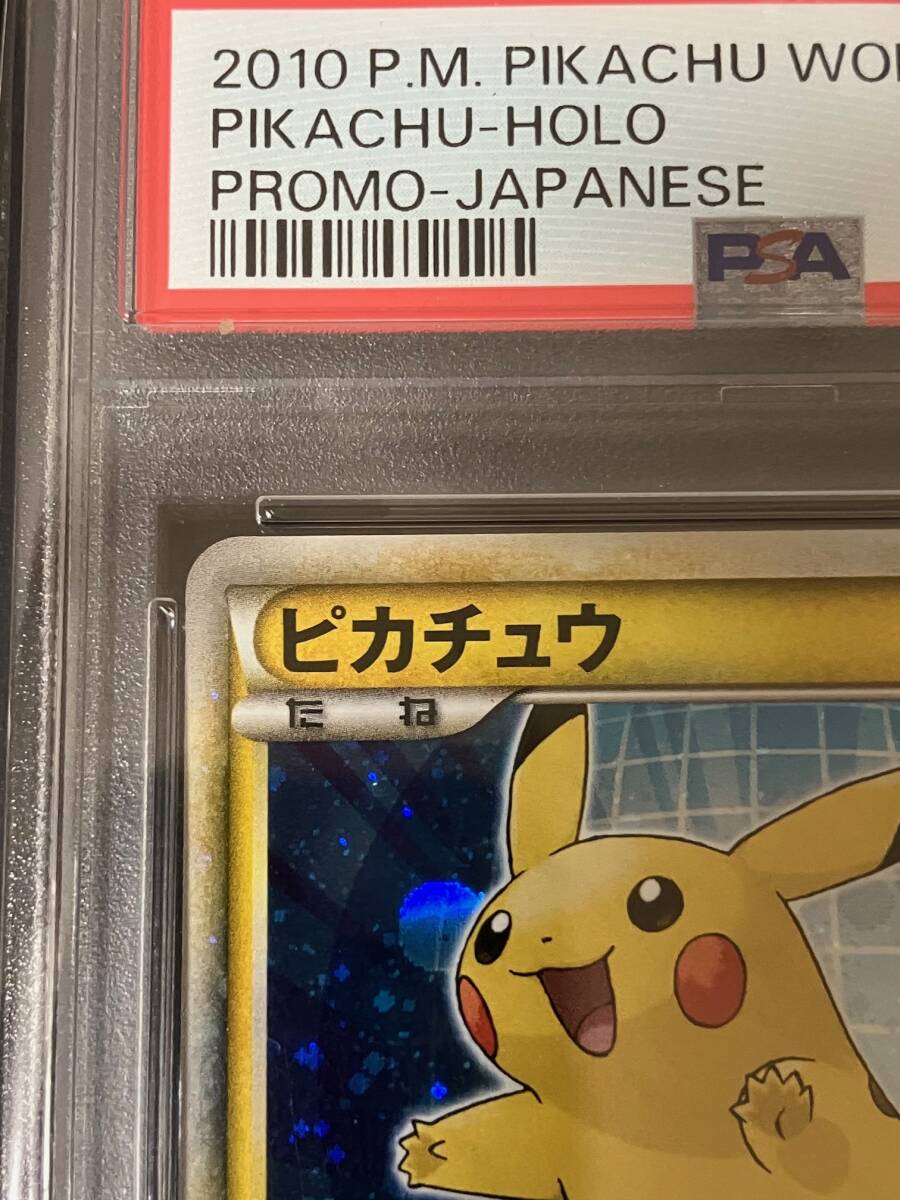 2010 P.M. PIKACHU WO
PIKACHU-HOLO
PROMO-JAPANESE
PSA
ピカチュウ
たね